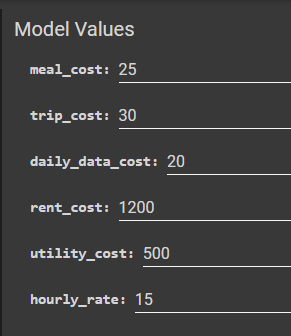 Model Values
meal_cost: 25
trip_cost: 30
daily_data_cost: 20
rent_cost: 1200
utility_cost: 500
hourly_rate: 15